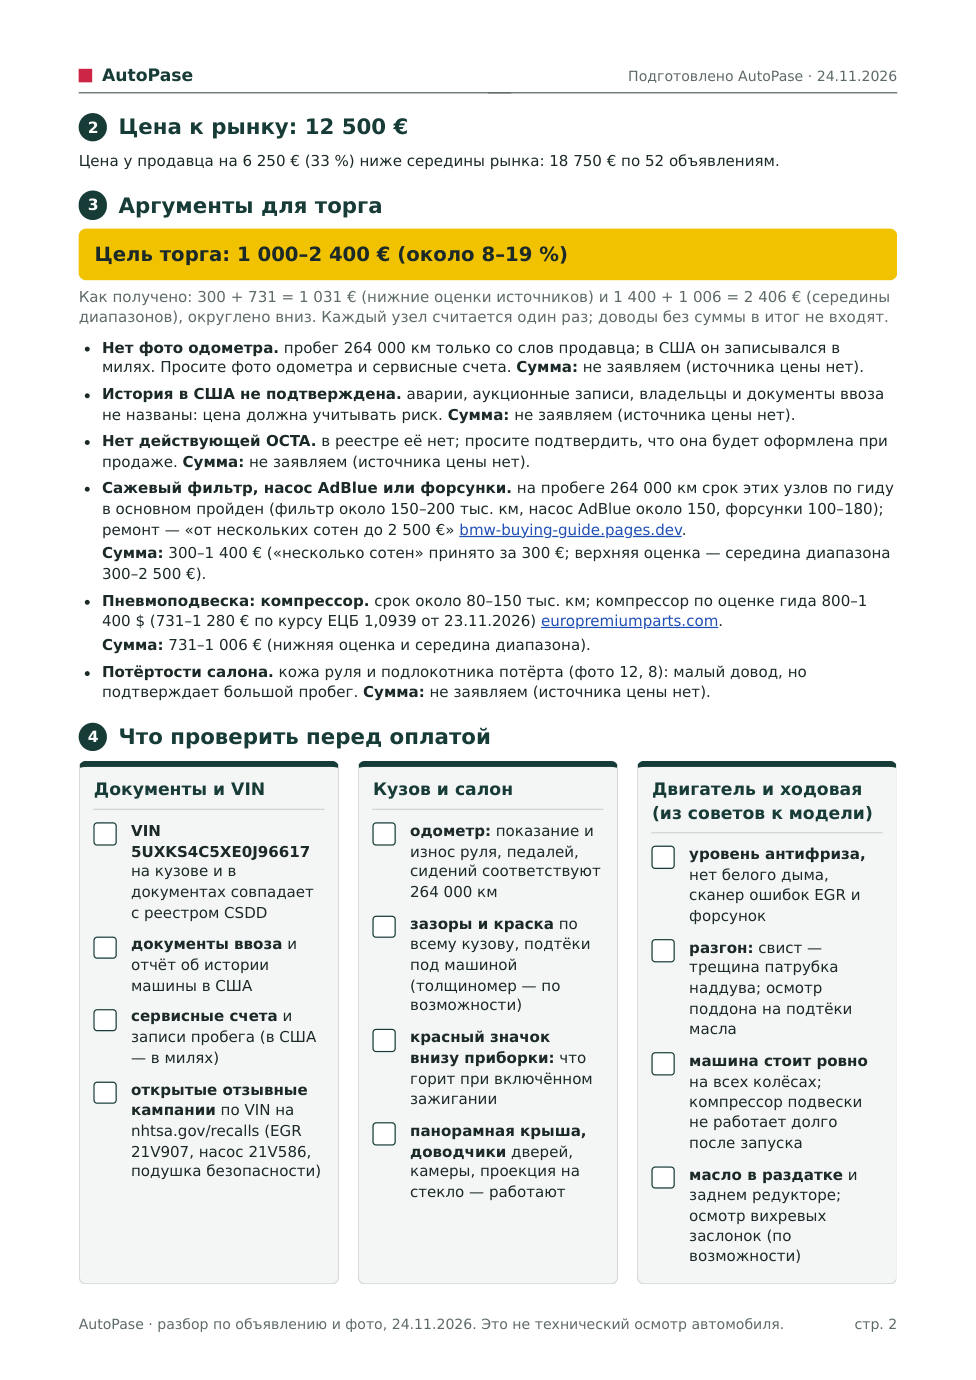 AutoPase
Подготовлено AutoPase · 24.11.2026
2 Цена к рынку: 12 500 €
Цена у продавца на 6 250 € (33 %) ниже середины рынка: 18 750 € по 52 объявлениям.
3 Аргументы для торга
Цель торга: 1 000–2 400 € (около 8–19 %)
Как получено: 300 + 731 = 1 031 € (нижние оценки источников) и 1 400 + 1 006 = 2 406 € (середины
диапазонов), округлено вниз. Каждый узел считается один раз; доводы без суммы в итог не входят.
• Нет фото одометра. пробег 264 000 км только со слов продавца; в США он записывался в
милях. Просите фото одометра и сервисные счета. Сумма: не заявляем (источника цены нет).
• История в США не подтверждена. аварии, аукционные записи, владельцы и документы ввоза
не названы: цена должна учитывать риск. Сумма: не заявляем (источника цены нет).
• Нет действующей ОСТА. в реестре её нет; просите подтвердить, что она будет оформлена при
продаже. Сумма: не заявляем (источника цены нет).
• Сажевый фильтр, насос AdBlue или форсунки. на пробеге 264 000 км срок этих узлов по гиду
в основном пройден (фильтр около 150–200 тыс. км, насос AdBlue около 150, форсунки 100–180);
ремонт — «от нескольких сотен до 2 500 €» bmw-buying-guide.pages.dev.
Сумма: 300–1 400 € («несколько сотен» принято за 300 €; верхняя оценка — середина диапазона
300–2 500 €).
• Пневмоподвеска: компрессор. срок около 80–150 тыс. км; компрессор по оценке гида 800–1
400 $ (731–1 280 € по курсу ЕЦБ 1,0939 от 23.11.2026) europremiumparts.com.
Сумма: 731–1 006 € (нижняя оценка и середина диапазона).
• Потёртости салона. кожа руля и подлокотника потёрта (фото 12, 8): малый довод, но
подтверждает большой пробег. Сумма: не заявляем (источника цены нет).
4 Что проверить перед оплатой
Документы и VIN
VIN
5UXKS4C5XE0J96617
на кузове и в
документах совпадает
с реестром CSDD
документы ввоза и
отчёт об истории
машины в США
сервисные счета и
записи пробега (в США
— в милях)
открытые отзывные
кампании по VIN на
nhtsa.gov/recalls (EGR
21V907, насос 21V586,
подушка безопасности)
Кузов и салон
одометр: показание и
износ руля, педалей,
сидений соответствуют
264 000 км
зазоры и краска по
всему кузову, подтёки
под машиной
(толщиномер — по
возможности)
красный значок
внизу приборки: что
горит при включённом
зажигании
панорамная крыша,
доводчики дверей,
камеры, проекция на
стекло — работают
Двигатель и ходовая
(из советов к модели)
уровень антифриза,
нет белого дыма,
сканер ошибок EGR и
форсунок
разгон: свист —
трещина патрубка
наддува; осмотр
поддона на подтёки
масла
машина стоит ровно
на всех колёсах;
компрессор подвески
не работает долго
после запуска
масло в раздатке и
заднем редукторе;
осмотр вихревых
заслонок (по
возможности)
AutoPase · разбор по объявлению и фото, 24.11.2026. Это не технический осмотр автомобиля.
стр. 2